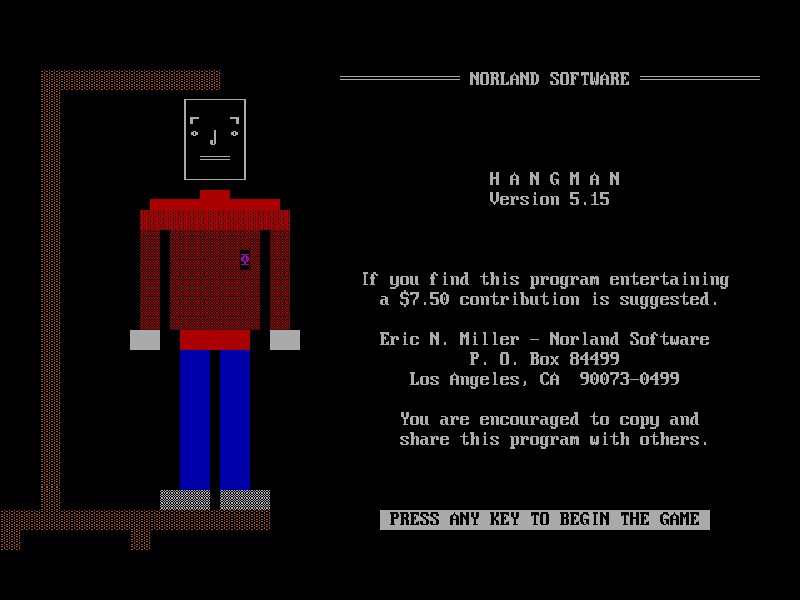 NORLAND SOFTWARE
H A N G M A N
Version 5.15
If you find this program entertaining
a $7.50 contribution is suggested.
Eric N. Miller - Norland Software
P. O. Box 84499
Los Angeles, CA  90073-0499
You are encouraged to copy and
share this program with others.
PRESS ANY KEY TO BEGIN THE GAME